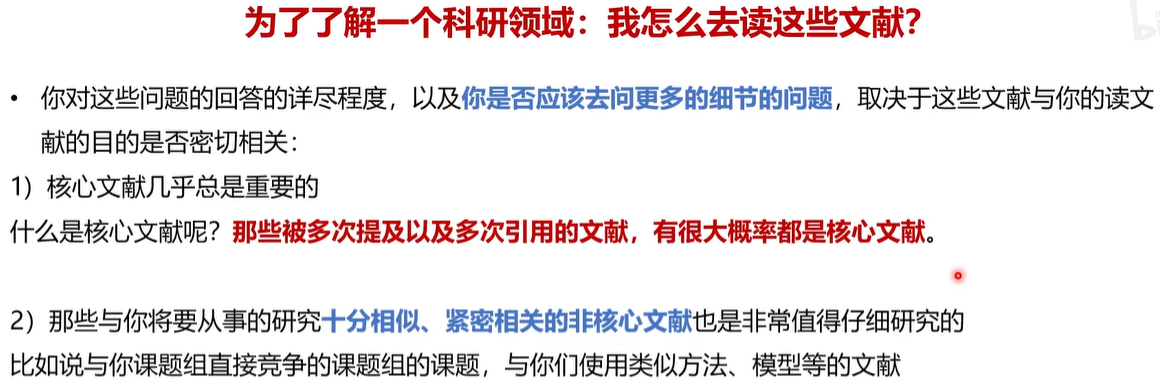 为了了解一个科研领域：我怎么去读这些文献？
• 你对这些问题的回答的详尽程度，以及你是否应该去问更多的细节的问题，取决于这些文献与你的读文
献的目的是否密切相关：
1）核心文献几乎总是重要的
什么是核心文献呢？那些被多次提及以及多次引用的文献，有很大概率都是核心文献。
2）那些与你将要从事的研究十分相似、紧密相关的非核心文献也是非常值得仔细研究的
比如说与你课题组直接竞争的课题组的课题，与你们使用类似方法、模型等的文献